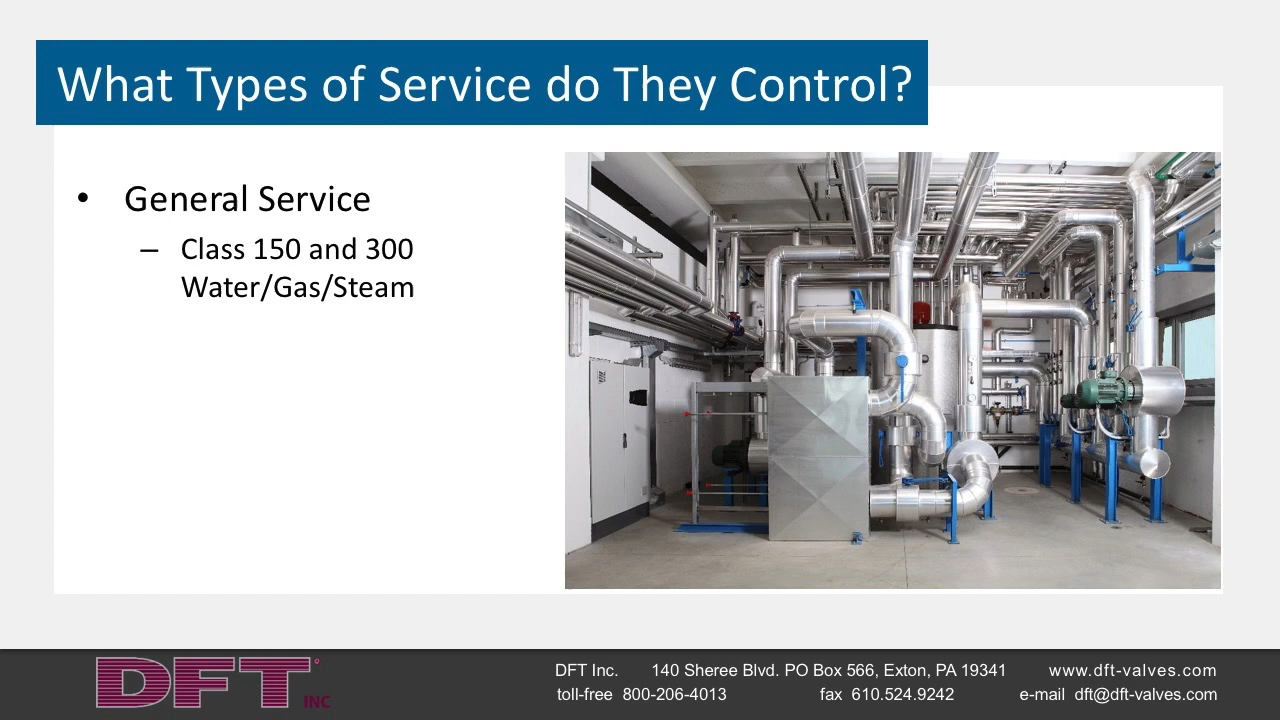 What Types of Service do They Control?
• General Service
– Class 150 and 300
Water/Gas/Steam
DFT INC
DFT Inc. 140 Sheree Blvd. PO Box 566, Exton, PA 19341 www.dft-valves.com
toll-free 800-206-4013 fax 610.524.9242 e-mail dft@dft-valves.com